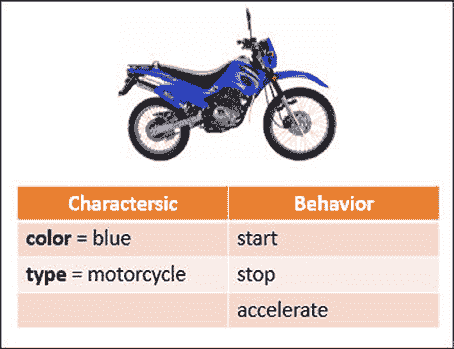 Charactersic Behavior
color = blue start
type = motorcycle stop
accelerate